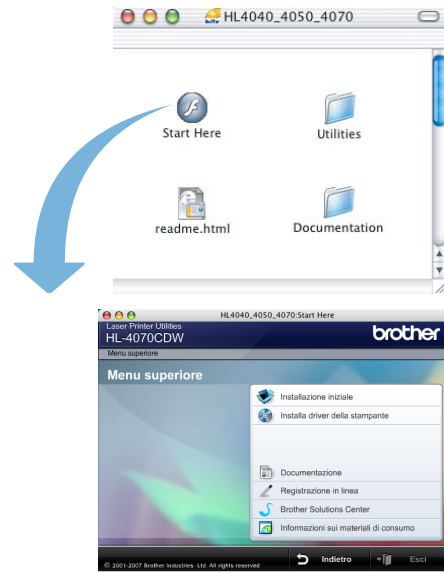 HL4040_4050_4070
Start Here
Utilities
readme.html
Documentation
HL4040_4050_4070:Start Here
Laser Printer Utilities
HL-4070CDW
brother
Menu superiore
Menu superiore
Installazione iniziale
Installa driver della stampante
Documentazione
Registrazione in linea
Brother Solutions Center
Informazioni sui materiali di consumo
© 2001-2007 Brother Industries Ltd. All rights reserved
Indietro
Esci